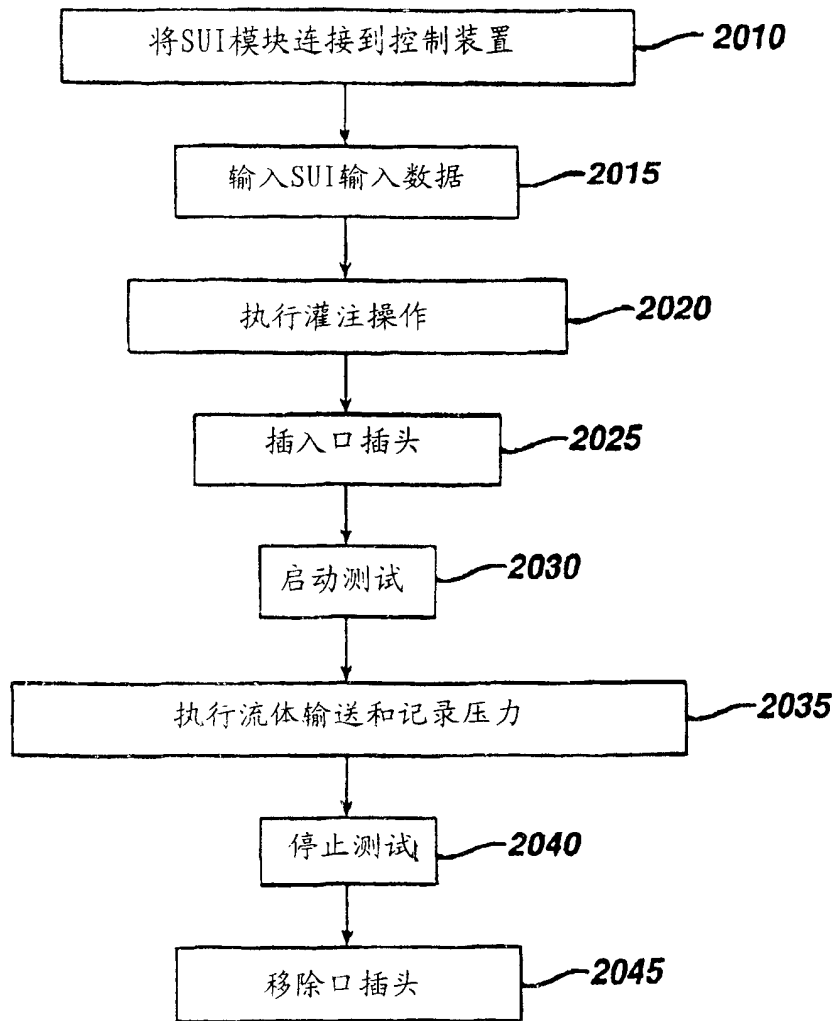 将SUI模块连接到控制装置
2010
输入SUI输入数据
2015
执行灌注操作
2020
插入口插头
2025
启动测试
2030
执行流体输送和记录压力
2035
停止测试
2040
移除口插头
2045